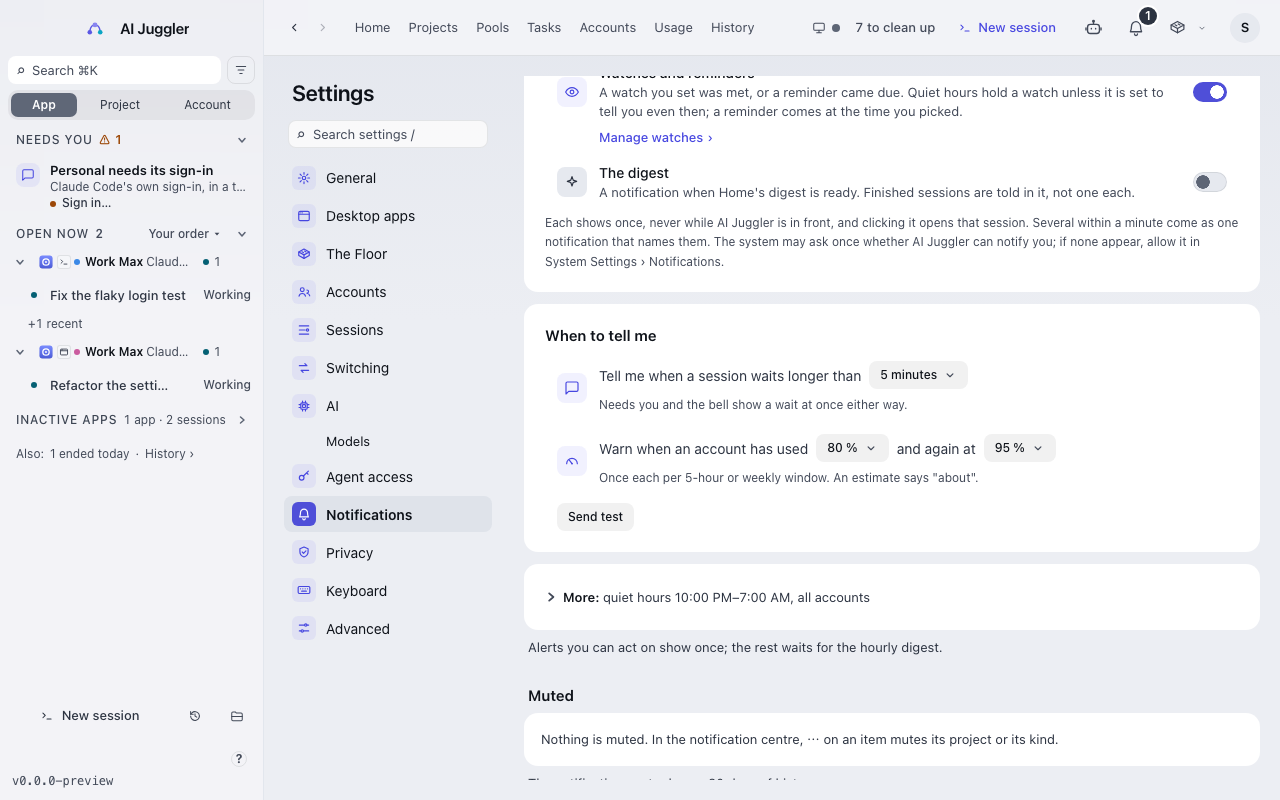 AI Juggler
Search ⌘K
App Project Account
NEEDS YOU 1
Personal needs its sign-in
Claude Code's own sign-in, in a t…
Sign in…
OPEN NOW 2 Your order
Work Max Claud… 1
Fix the flaky login test Working
+1 recent
Work Max Claud… 1
Refactor the setti… Working
INACTIVE APPS 1 app · 2 sessions
Also: 1 ended today · History ›
New session
?
v0.0.0-preview
Home Projects Pools Tasks Accounts Usage History
7 to clean up
New session
1
S
Settings
Search settings /
General
Desktop apps
The Floor
Accounts
Sessions
Switching
AI
Models
Agent access
Notifications
Privacy
Keyboard
Advanced
Watches and reminders
A watch you set was met, or a reminder came due. Quiet hours hold a watch unless it is set to
tell you even then; a reminder comes at the time you picked.
Manage watches ›
The digest
A notification when Home's digest is ready. Finished sessions are told in it, not one each.
Each shows once, never while AI Juggler is in front, and clicking it opens that session. Several within a minute come as one
notification that names them. The system may ask once whether AI Juggler can notify you; if none appear, allow it in
System Settings › Notifications.
When to tell me
Tell me when a session waits longer than 5 minutes
Needs you and the bell show a wait at once either way.
Warn when an account has used 80 % and again at 95 %
Once each per 5-hour or weekly window. An estimate says "about".
Send test
More: quiet hours 10:00 PM–7:00 AM, all accounts
Alerts you can act on show once; the rest waits for the hourly digest.
Muted
Nothing is muted. In the notification centre, ··· on an item mutes its project or its kind.